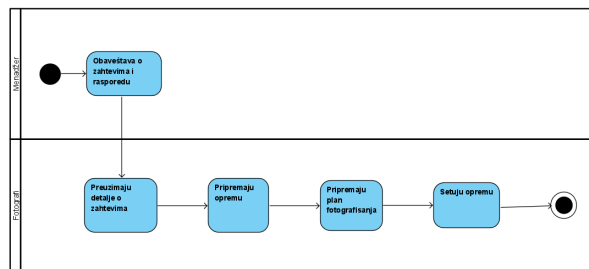 Menadžer
Obaveštava o
zahtevima i
rasporedu
Fotografi
Preuzimaju
detalje o
zahtevima
Pripremaju
opremu
Pripremaju
plan
fotografisanja
Setuju opremu